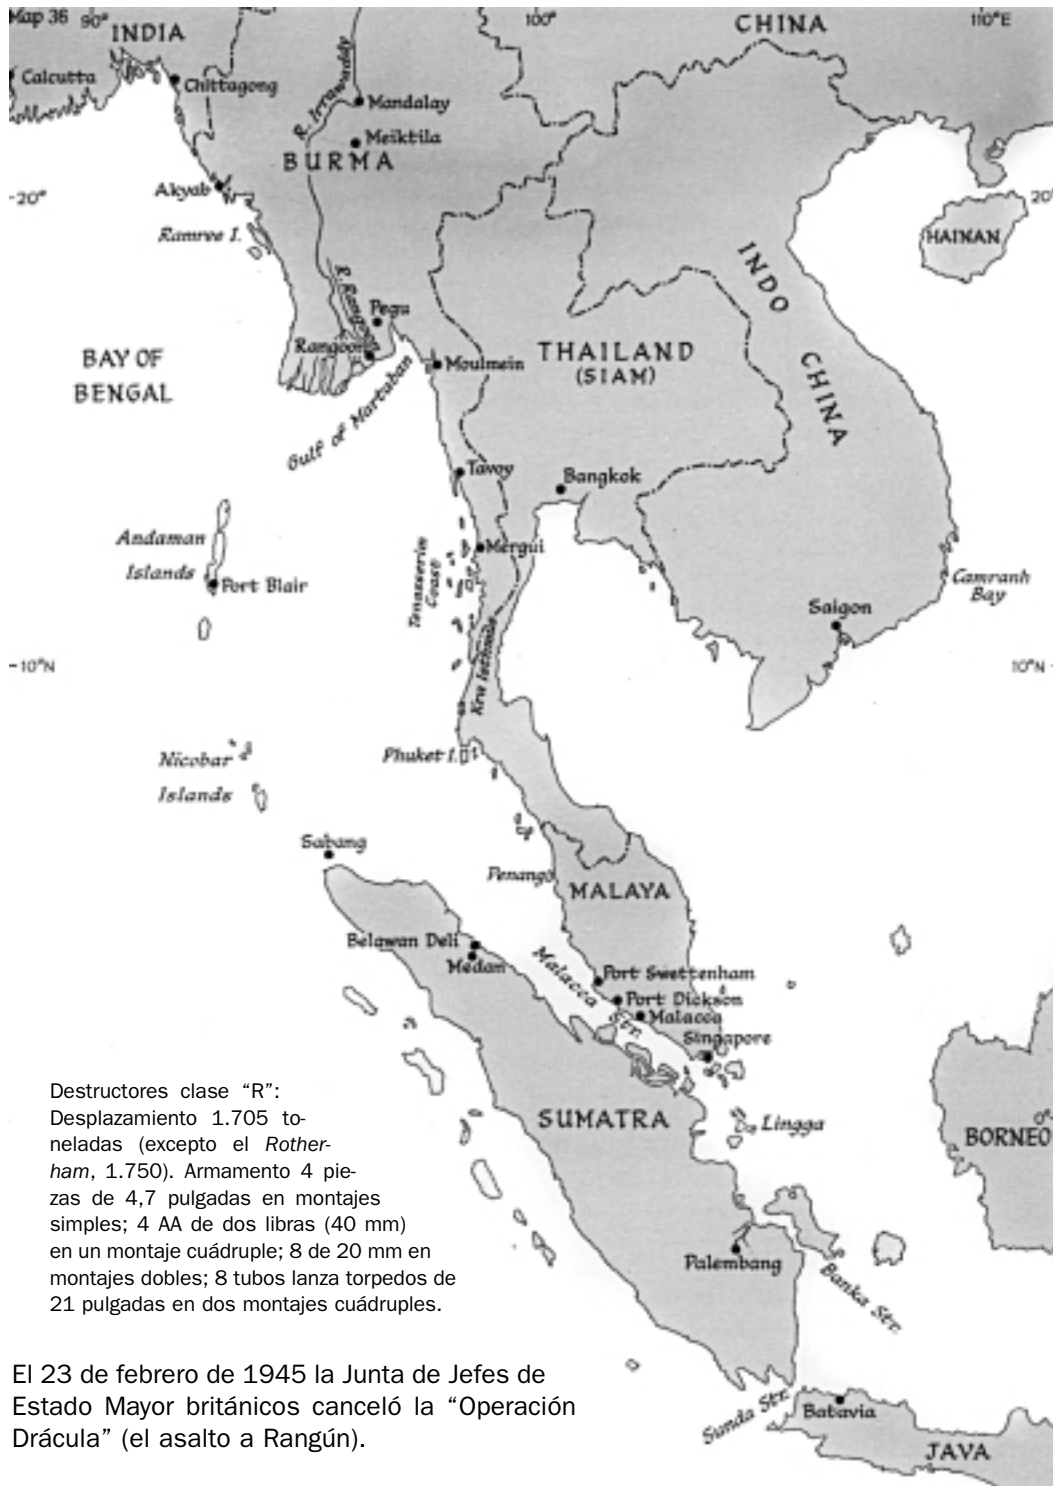 Map 36
90°
100°
110°E
INDIA
CHINA
Calcutta
Chittagong
R. Irrawaddy
Mandalay
Meiktila
BURMA
Akyab
20°
20°
Ramree I.
HAINAN
INDO
CHINA
R. Rangoon
Pegu
Rangoon
BAY OF
BENGAL
THAILAND
(SIAM)
Moulmein
Gulf of Martaban
Tavoy
Bangkok
Andaman
Islands
Port Blair
Mergui
Tenasserim
Coast
Camranh
Bay
Saigon
10°N
10°N
Kra Isthmus
Phuket I.
Nicobar
Islands
Sabang
Penang
MALAYA
Belawan Deli
Medan
Malacca Str.
Port Swettenham
Port Dickson
Malacca
Singapore
SUMATRA
Lingga
0°
BORNEO
Palembang
Banka Str.
Sunda Str.
Batavia
JAVA
Destructores clase “R”:
Desplazamiento 1.705 to-
neladas (excepto el Rother-
ham, 1.750). Armamento 4 pie-
zas de 4,7 pulgadas en montajes
simples; 4 AA de dos libras (40 mm)
en un montaje cuádruple; 8 de 20 mm en
montajes dobles; 8 tubos lanza torpedos de
21 pulgadas en dos montajes cuádruples.
El 23 de febrero de 1945 la Junta de Jefes de
Estado Mayor británicos canceló la “Operación
Drácula” (el asalto a Rangún).